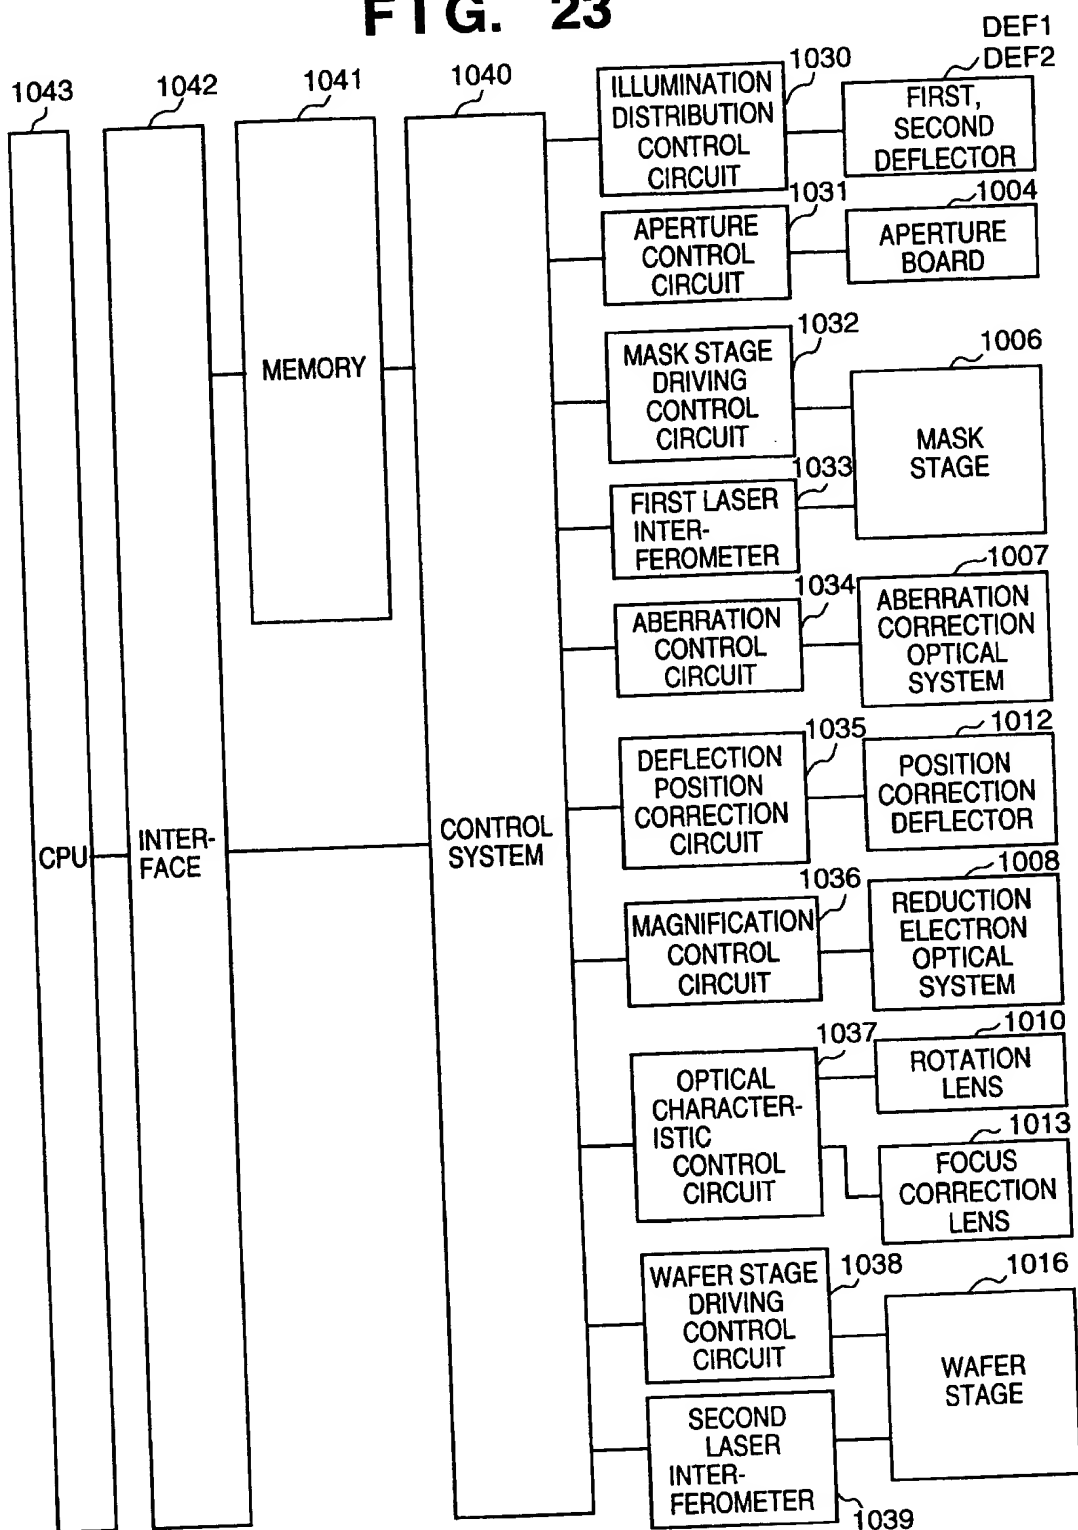 FIG. 23
1043
1042
1041
1040
CPU
INTER-
FACE
MEMORY
CONTROL
SYSTEM
1030
ILLUMINATION
DISTRIBUTION
CONTROL
CIRCUIT
DEF1
DEF2
FIRST,
SECOND
DEFLECTOR
1031
APERTURE
CONTROL
CIRCUIT
1004
APERTURE
BOARD
1032
MASK STAGE
DRIVING
CONTROL
CIRCUIT
1006
MASK
STAGE
1033
FIRST LASER
INTER-
FEROMETER
1034
ABERRATION
CONTROL
CIRCUIT
1007
ABERRATION
CORRECTION
OPTICAL
SYSTEM
1035
DEFLECTION
POSITION
CORRECTION
CIRCUIT
1012
POSITION
CORRECTION
DEFLECTOR
1036
MAGNIFICATION
CONTROL
CIRCUIT
1008
REDUCTION
ELECTRON
OPTICAL
SYSTEM
1037
OPTICAL
CHARACTER-
ISTIC
CONTROL
CIRCUIT
1010
ROTATION
LENS
1013
FOCUS
CORRECTION
LENS
1038
WAFER STAGE
DRIVING
CONTROL
CIRCUIT
1016
WAFER
STAGE
SECOND
LASER
INTER-
FEROMETER
1039